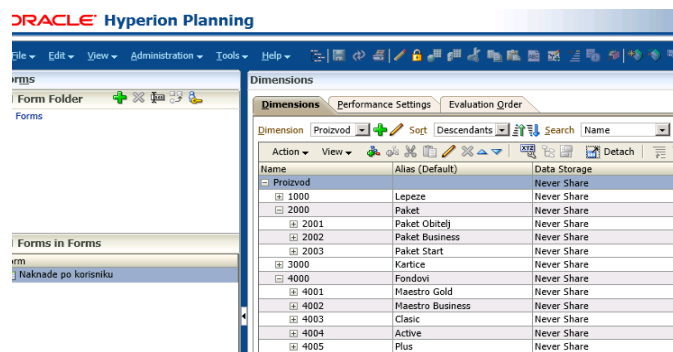 ORACLE' Hyperion Planning
File Edit View Administration Tools Help
Forms
Form Folder
Forms
Forms in Forms
Form
Naknade po korisniku
Dimensions
Dimensions Performance Settings Evaluation Order
Dimension Proizvod Sort Descendants Search Name
Action View XYZ Detach
Name Alias (Default) Data Storage
Proizvod Never Share
1000 Lepeze Never Share
2000 Paket Never Share
2001 Paket Obitelj Never Share
2002 Paket Business Never Share
2003 Paket Start Never Share
3000 Kartice Never Share
4000 Fondovi Never Share
4001 Maestro Gold Never Share
4002 Maestro Business Never Share
4003 Clasic Never Share
4004 Active Never Share
4005 Plus Never Share